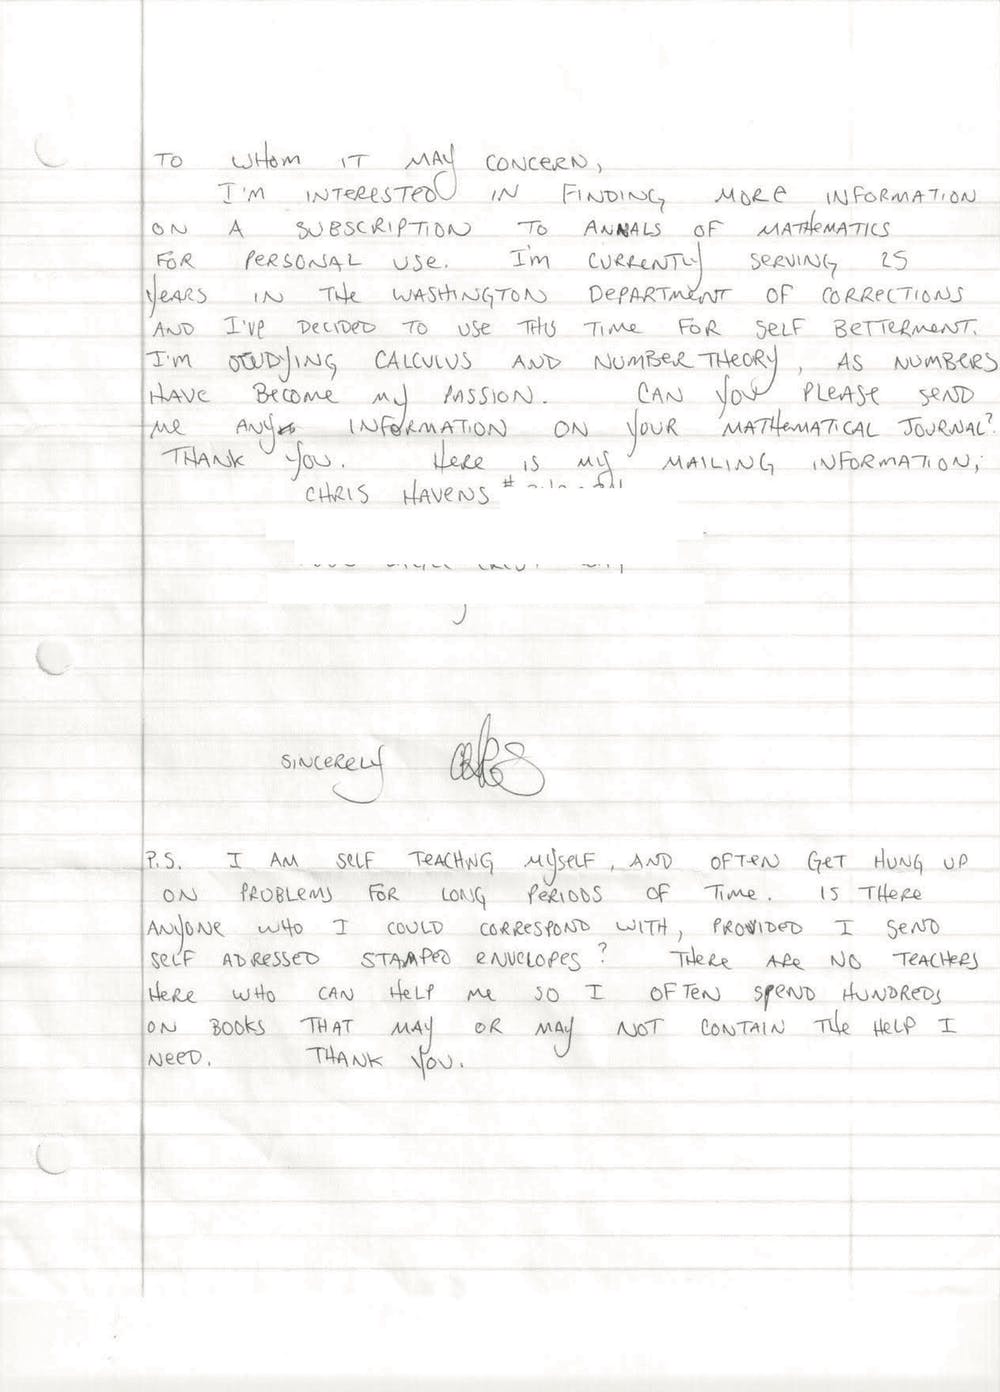 TO WHOM IT MAY CONCERN,
I'M INTERESTED IN FINDING MORE INFORMATION
ON A SUBSCRIPTION TO ANNALS OF MATHEMATICS
FOR PERSONAL USE. I'M CURRENTLY SERVING 25
YEARS IN THE WASHINGTON DEPARTMENT OF CORRECTIONS
AND I'VE DECIDED TO USE THIS TIME FOR SELF BETTERMENT.
I'M STUDYING CALCULUS AND NUMBER THEORY, AS NUMBERS
HAVE BECOME MY PASSION. CAN YOU PLEASE SEND
ME ANY INFORMATION ON YOUR MATHEMATICAL JOURNAL?
THANK YOU. HERE IS MY MAILING INFORMATION;
CHRIS HAVENS #
SINCERELY
P.S. I AM SELF TEACHNG MYSELF, AND OFTEN GET HUNG UP
ON PROBLEMS FOR LONG PERIODS OF TIME. IS THERE
ANYONE WHO I COULD CORRESPOND WITH, PROVIDED I SEND
SELF ADRESSED STAMPED ENVELOPES? THERE ARE NO TEACHERS
HERE WHO CAN HELP ME SO I OFTEN SPEND HUNDREDS
ON BOOKS THAT MAY OR MAY NOT CONTAIN THE HELP I
NEED. THANK YOU.